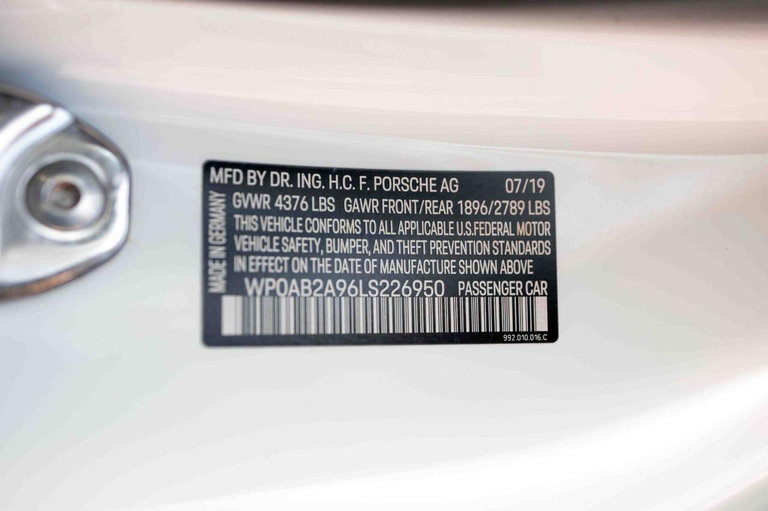 MFD BY DR. ING. H.C. F. PORSCHE AG 07/19
GVWR 4376 LBS GAWR FRONT/REAR 1896/2789 LBS
THIS VEHICLE CONFORMS TO ALL APPLICABLE U.S.FEDERAL MOTOR
VEHICLE SAFETY, BUMPER, AND THEFT PREVENTION STANDARDS
IN EFFECT ON THE DATE OF MANUFACTURE SHOWN ABOVE
MADE IN GERMANY
WP0AB2A96LS226950 PASSENGER CAR
992.010.016.C